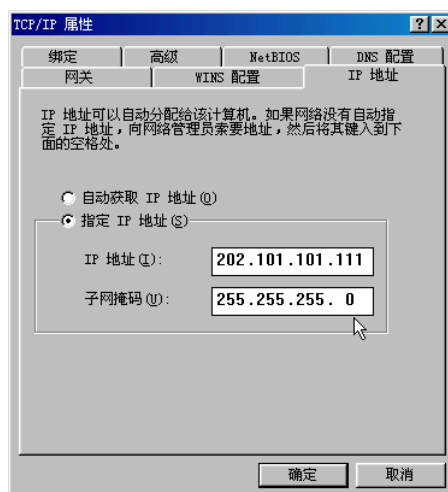 TCP/IP 属性
绑定 高级 NetBIOS DNS 配置
网关 WINS 配置 IP 地址
IP 地址可以自动分配给该计算机。如果网络没有自动指
定 IP 地址，向网络管理员索要地址，然后将其键入到下
面的空格处。
自动获取 IP 地址(O)
指定 IP 地址(S)
IP 地址(I): 202.101.101.111
子网掩码(U): 255.255.255. 0
确定 取消